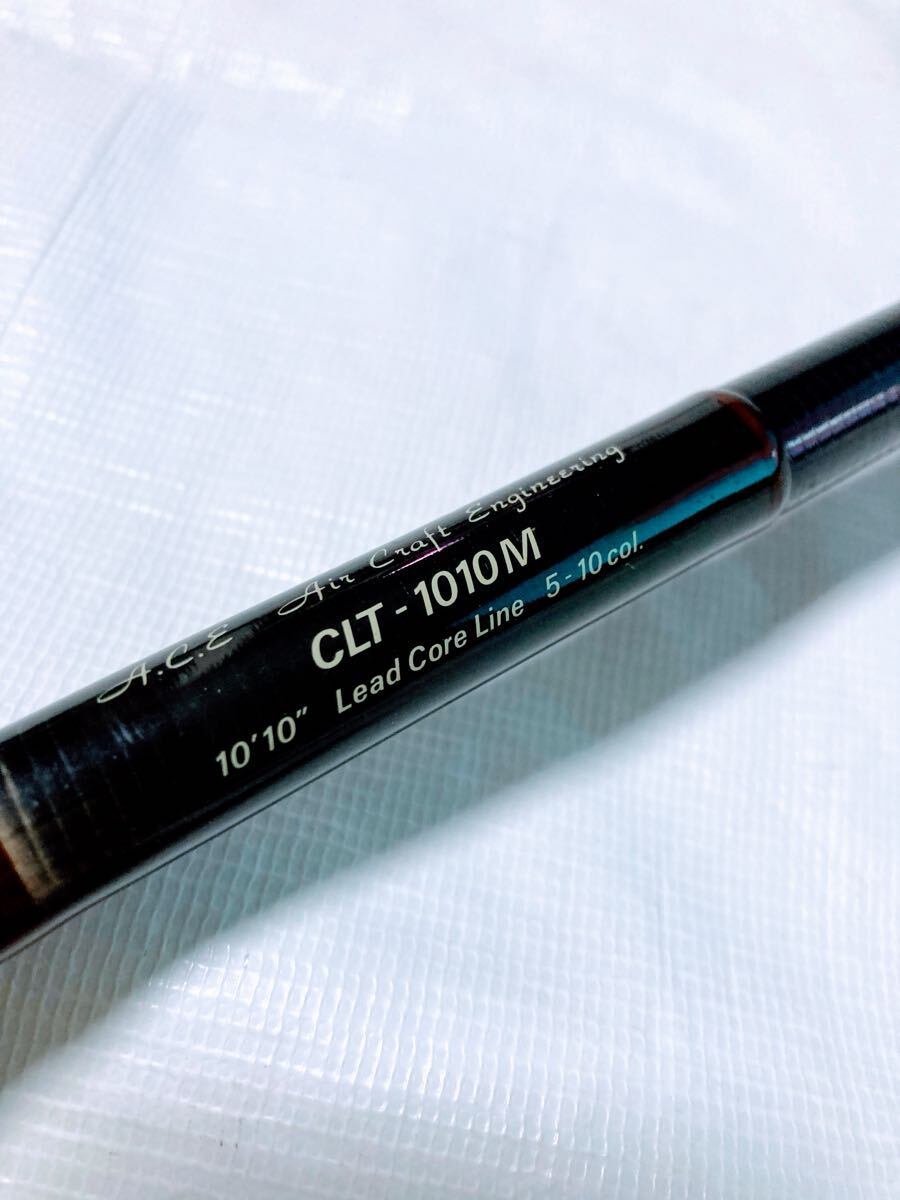 A.C.E Air Craft Engineering
CLT - 1010M
10'10" Lead Core Line 5 - 10 col.